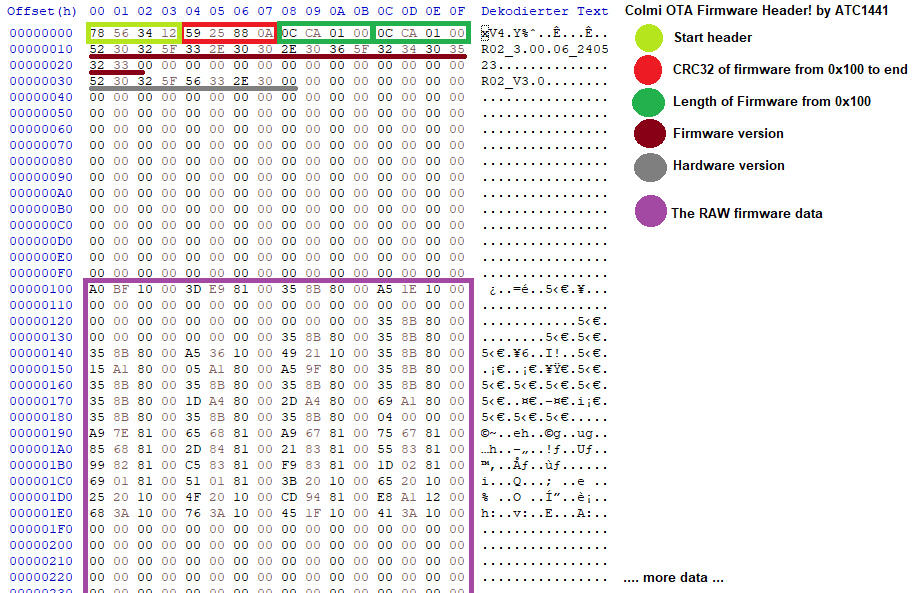 Offset(h) 00 01 02 03 04 05 06 07 08 09 0A 0B 0C 0D 0E 0F Dekodierter Text
Colmi OTA Firmware Header! by ATC1441
Start header
CRC32 of firmware from 0x100 to end
Length of Firmware from 0x100
Firmware version
Hardware version
The RAW firmware data
00000000 78 56 34 12 59 25 88 0A 0C CA 01 00 0C CA 01 00 xV4.Y%ˆ..Ê...Ê..
00000010 52 30 32 5F 33 2E 30 30 2E 30 36 5F 32 34 30 35 R02_3.00.06_2405
00000020 32 33 00 00 00 00 00 00 00 00 00 00 00 00 00 00 23..............
00000030 52 30 32 5F 56 33 2E 30 00 00 00 00 00 00 00 00 R02_V3.0........
00000040 00 00 00 00 00 00 00 00 00 00 00 00 00 00 00 00 ................
00000050 00 00 00 00 00 00 00 00 00 00 00 00 00 00 00 00 ................
00000060 00 00 00 00 00 00 00 00 00 00 00 00 00 00 00 00 ................
00000070 00 00 00 00 00 00 00 00 00 00 00 00 00 00 00 00 ................
00000080 00 00 00 00 00 00 00 00 00 00 00 00 00 00 00 00 ................
00000090 00 00 00 00 00 00 00 00 00 00 00 00 00 00 00 00 ................
000000A0 00 00 00 00 00 00 00 00 00 00 00 00 00 00 00 00 ................
000000B0 00 00 00 00 00 00 00 00 00 00 00 00 00 00 00 00 ................
000000C0 00 00 00 00 00 00 00 00 00 00 00 00 00 00 00 00 ................
000000D0 00 00 00 00 00 00 00 00 00 00 00 00 00 00 00 00 ................
000000E0 00 00 00 00 00 00 00 00 00 00 00 00 00 00 00 00 ................
000000F0 00 00 00 00 00 00 00 00 00 00 00 00 00 00 00 00 ................
00000100 A0 BF 10 00 3D E9 81 00 35 8B 80 00 A5 1E 10 00 ¿..=é..5‹€.¥...
00000110 00 00 00 00 00 00 00 00 00 00 00 00 00 00 00 00 ................
00000120 00 00 00 00 00 00 00 00 00 00 00 00 35 8B 80 00 ............5‹€.
00000130 00 00 00 00 00 00 00 00 35 8B 80 00 35 8B 80 00 ........5‹€.5‹€.
00000140 35 8B 80 00 A5 36 10 00 49 21 10 00 35 8B 80 00 5‹€.¥6..I!..5‹€.
00000150 15 A1 80 00 05 A1 80 00 A5 9F 80 00 35 8B 80 00 .¡€..¡€.¥Ÿ€.5‹€.
00000160 35 8B 80 00 35 8B 80 00 35 8B 80 00 35 8B 80 00 5‹€.5‹€.5‹€.5‹€.
00000170 35 8B 80 00 1D A4 80 00 2D A4 80 00 69 A1 80 00 5‹€..¤€.-¤€.i¡€.
00000180 35 8B 80 00 35 8B 80 00 35 8B 80 00 04 00 00 00 5‹€.5‹€.5‹€.....
00000190 A9 7E 81 00 65 68 81 00 A9 67 81 00 75 67 81 00 ©~..eh..©g..ug..
000001A0 85 68 81 00 2D 84 81 00 21 83 81 00 55 83 81 00 …h..-„..!ƒ..Uƒ..
000001B0 99 82 81 00 C5 83 81 00 F9 83 81 00 1D 02 81 00 ™‚..Åƒ..ùƒ......
000001C0 69 01 81 00 51 01 81 00 3B 20 10 00 65 20 10 00 i...Q...; ..e ..
000001D0 25 20 10 00 4F 20 10 00 CD 94 81 00 E8 A1 12 00 % ..O ..Í”..è¡..
000001E0 68 3A 10 00 76 3A 10 00 45 1F 10 00 41 3A 10 00 h:..v:..E...A:..
000001F0 00 00 00 00 00 00 00 00 00 00 00 00 00 00 00 00 ................
00000200 00 00 00 00 00 00 00 00 00 00 00 00 00 00 00 00 ................
00000210 00 00 00 00 00 00 00 00 00 00 00 00 00 00 00 00 ................
00000220 00 00 00 00 00 00 00 00 00 00 00 00 00 00 00 00 ................
.... more data ...